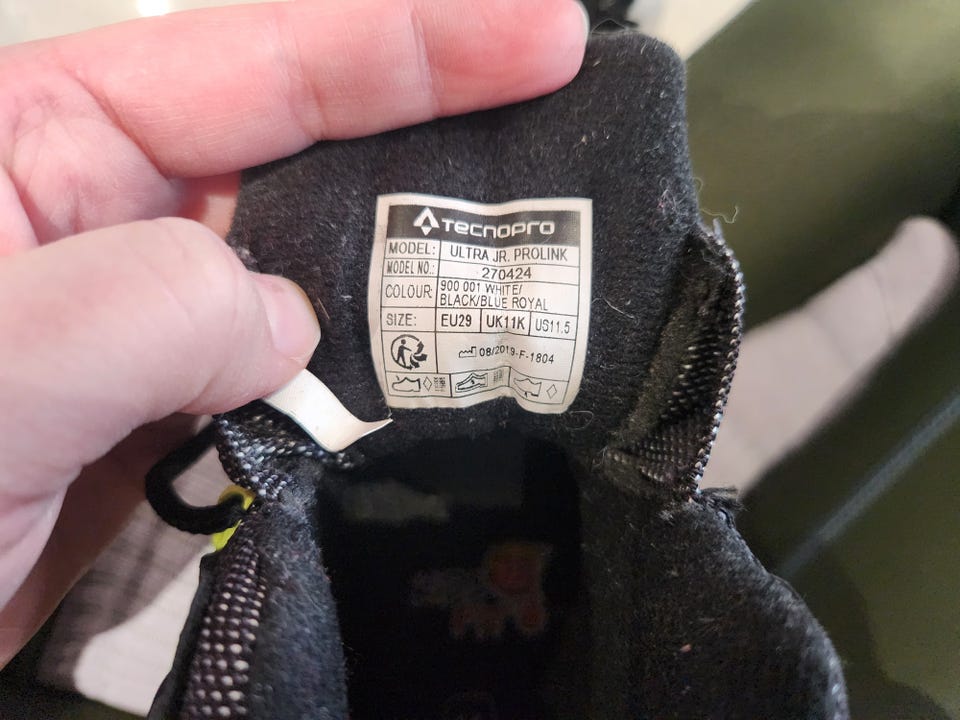 TECNOPRO
MODEL: ULTRA JR. PROLINK
MODEL NO.: 270424
COLOUR: 900 001 WHITE/
BLACK/BLUE ROYAL
SIZE: EU29 UK11K US11.5
08/2019-F-1804